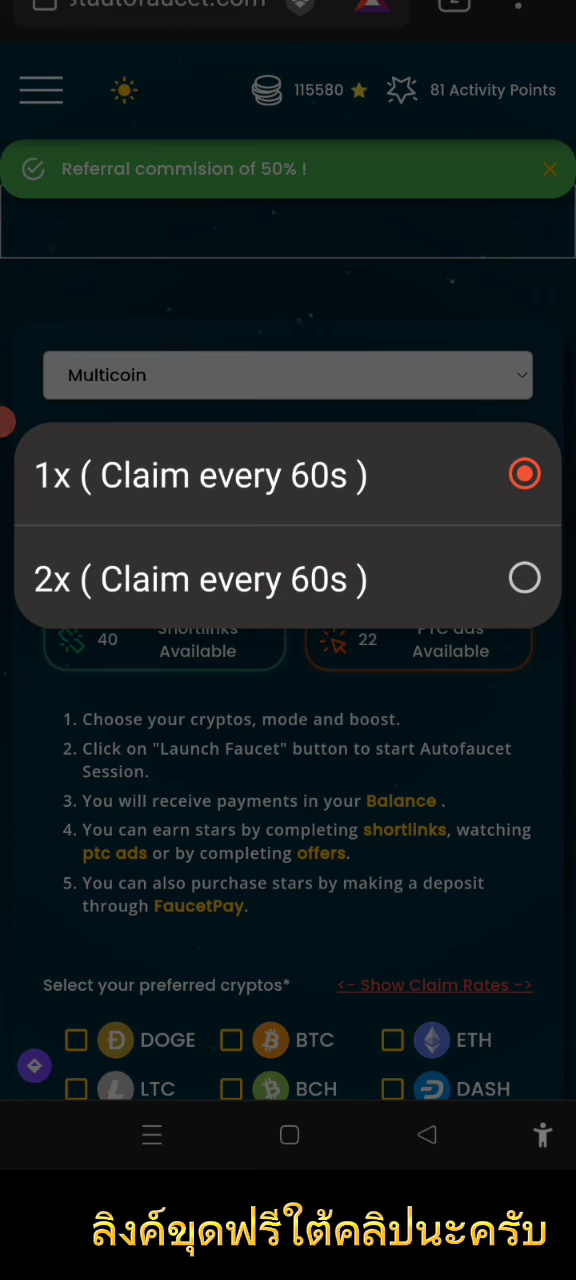 stautofaucet.com
2
115580
81 Activity Points
Referral commision of 50% !
Multicoin
1x ( Claim every 60s )
2x ( Claim every 60s )
40
Shortlinks
Available
22
PTC ads
Available
1. Choose your cryptos, mode and boost.
2. Click on "Launch Faucet" button to start Autofaucet
Session.
3. You will receive payments in your Balance .
4. You can earn stars by completing shortlinks, watching
ptc ads or by completing offers.
5. You can also purchase stars by making a deposit
through FaucetPay.
Select your preferred cryptos*
<- Show Claim Rates ->
DOGE
BTC
ETH
LTC
BCH
DASH
ลิงค์ขุดฟรีใต้คลิปนะครับ